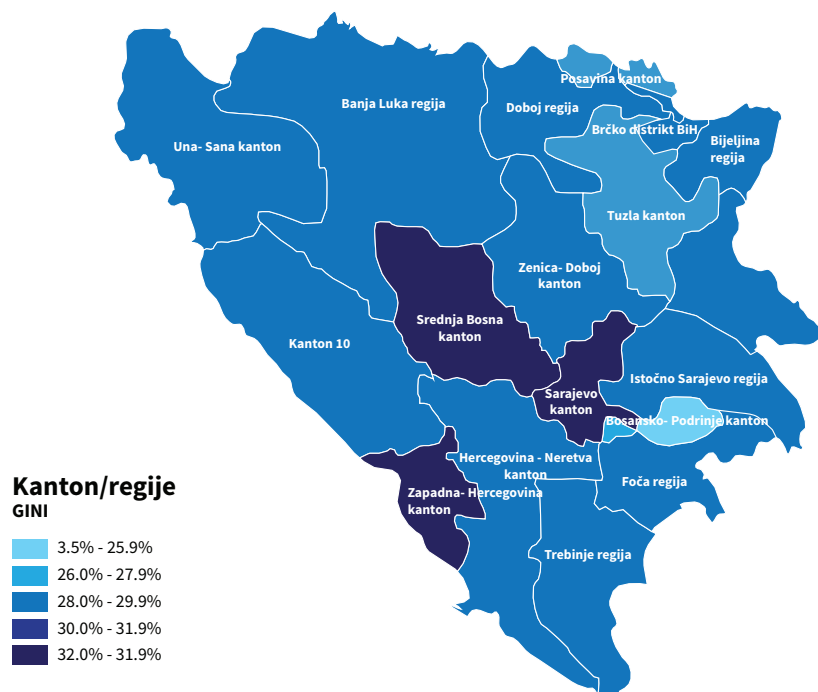 Posavina kanton
Banja Luka regija
Doboj regija
Brčko distrikt BiH
Bijeljina
regija
Una- Sana kanton
Tuzla kanton
Zenica- Doboj
kanton
Srednja Bosna
kanton
Kanton 10
Istočno Sarajevo regija
Sarajevo
kanton
Bosansko- Podrinje kanton
Hercegovina - Neretva
kanton
Foča regija
Zapadna- Hercegovina
kanton
Trebinje regija
Kanton/regije
GINI
3.5% - 25.9%
26.0% - 27.9%
28.0% - 29.9%
30.0% - 31.9%
32.0% - 31.9%